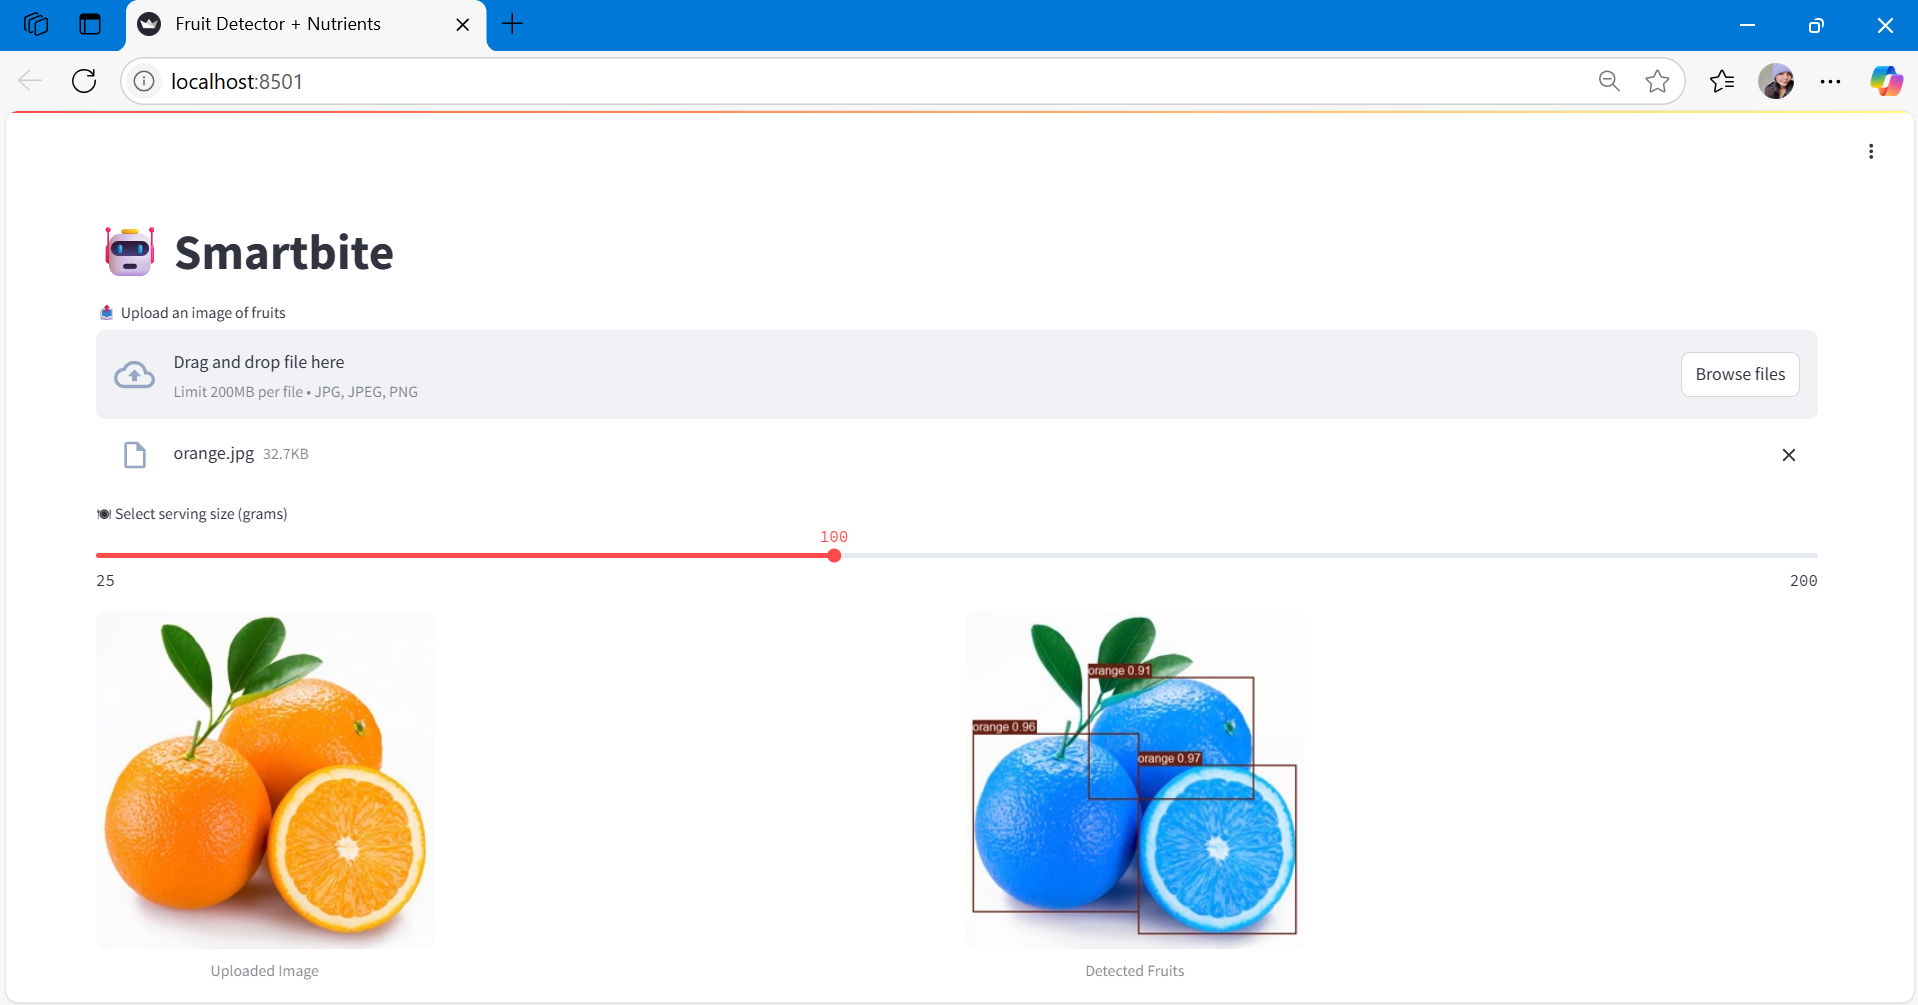 Fruit Detector + Nutrients
localhost:8501
Smartbite
Upload an image of fruits
Drag and drop file here
Limit 200MB per file • JPG, JPEG, PNG
Browse files
orange.jpg 32.7KB
Select serving size (grams)
100
25
200
orange 0.91
orange 0.96
orange 0.97
Uploaded Image
Detected Fruits